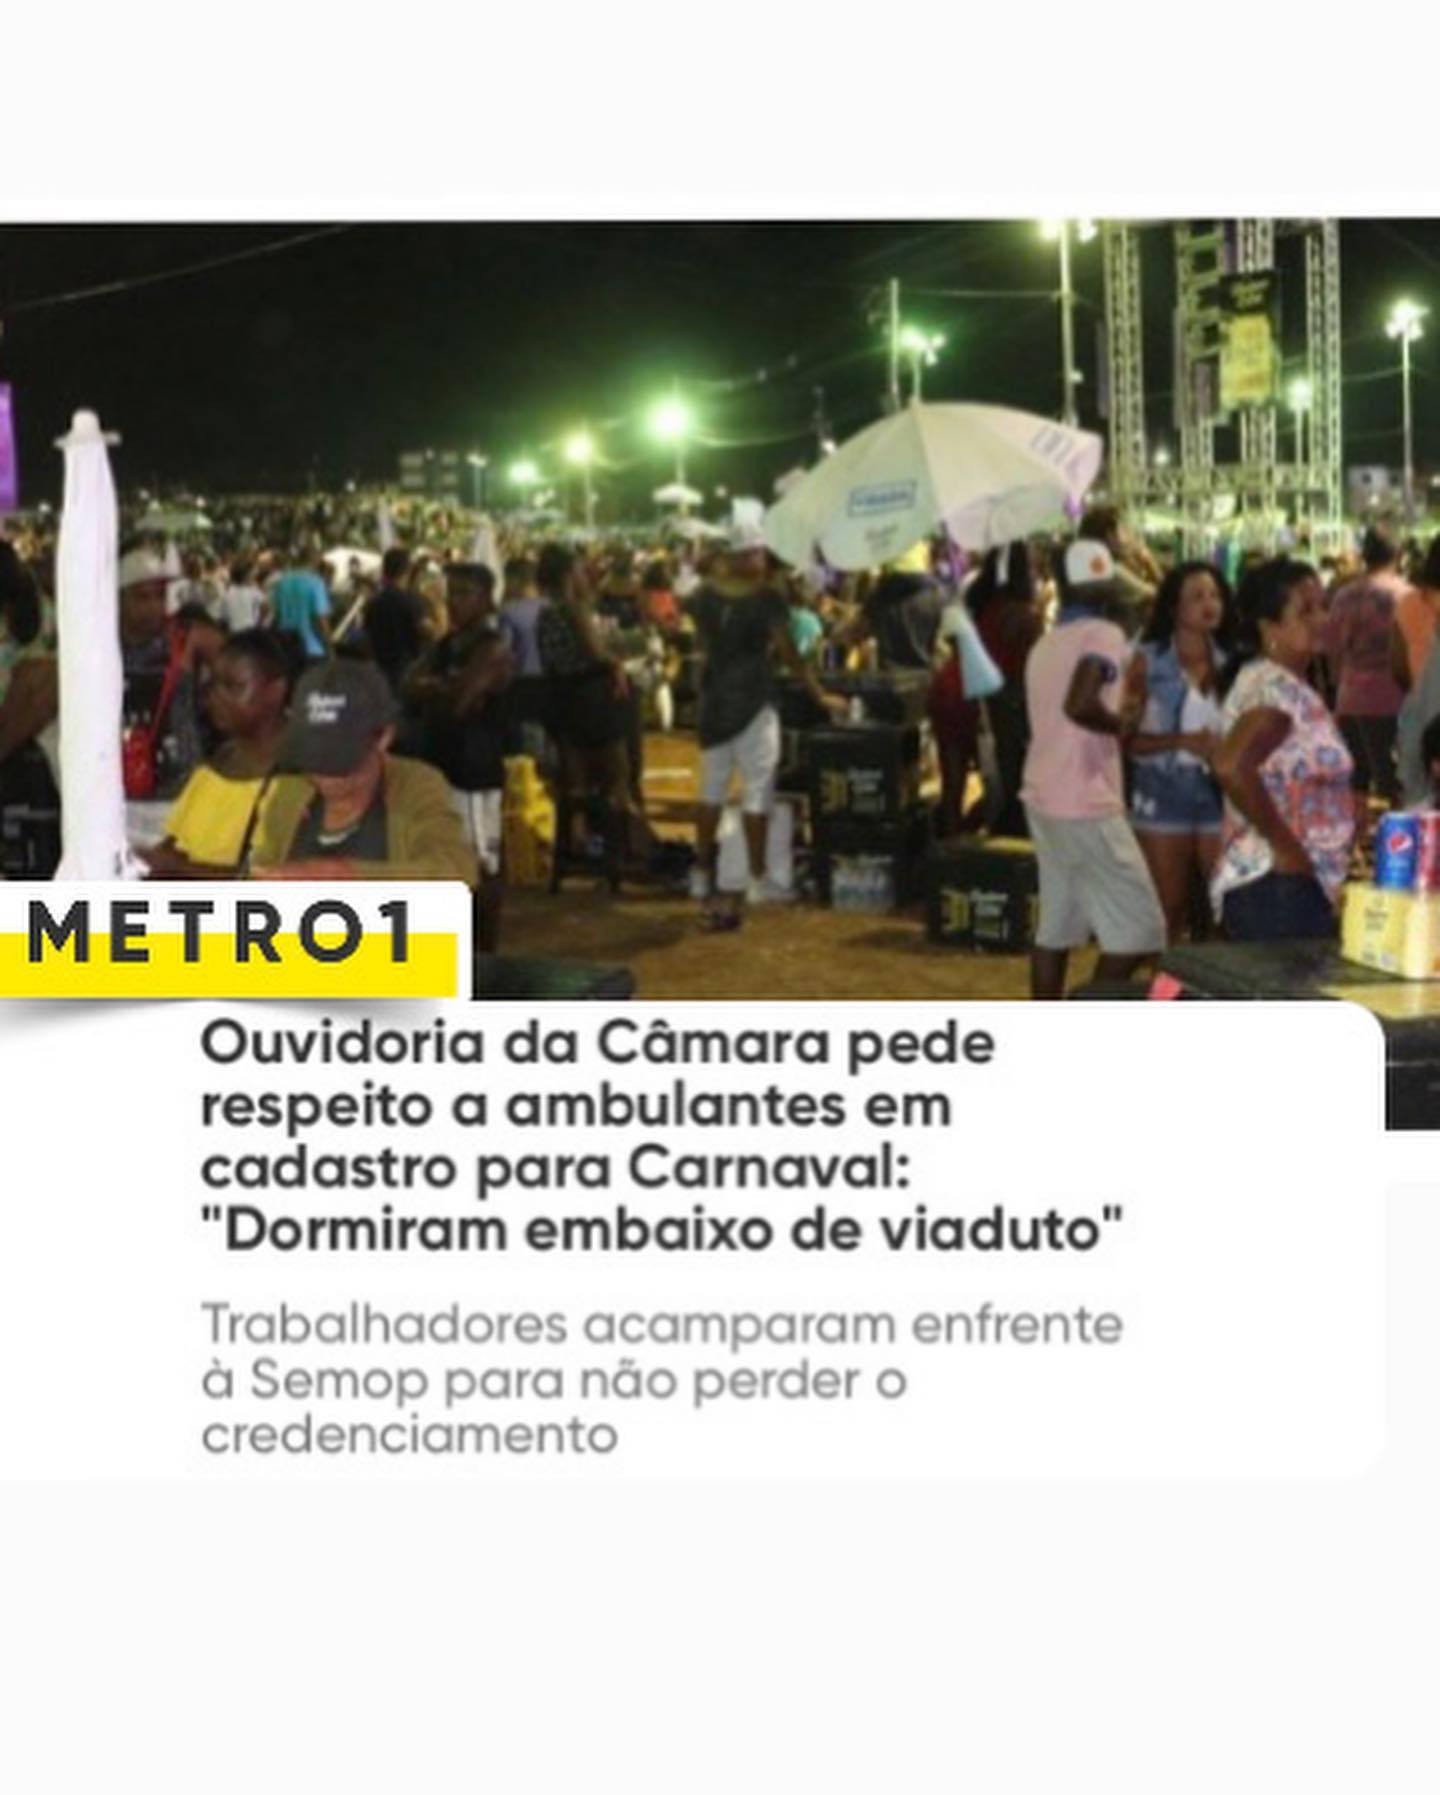 METRO1
Ouvidoria da Câmara pede
respeito a ambulantes em
cadastro para Carnaval:
"Dormiram embaixo de viaduto"
Trabalhadores acamparam enfrente
à Semop para não perder o
credenciamento